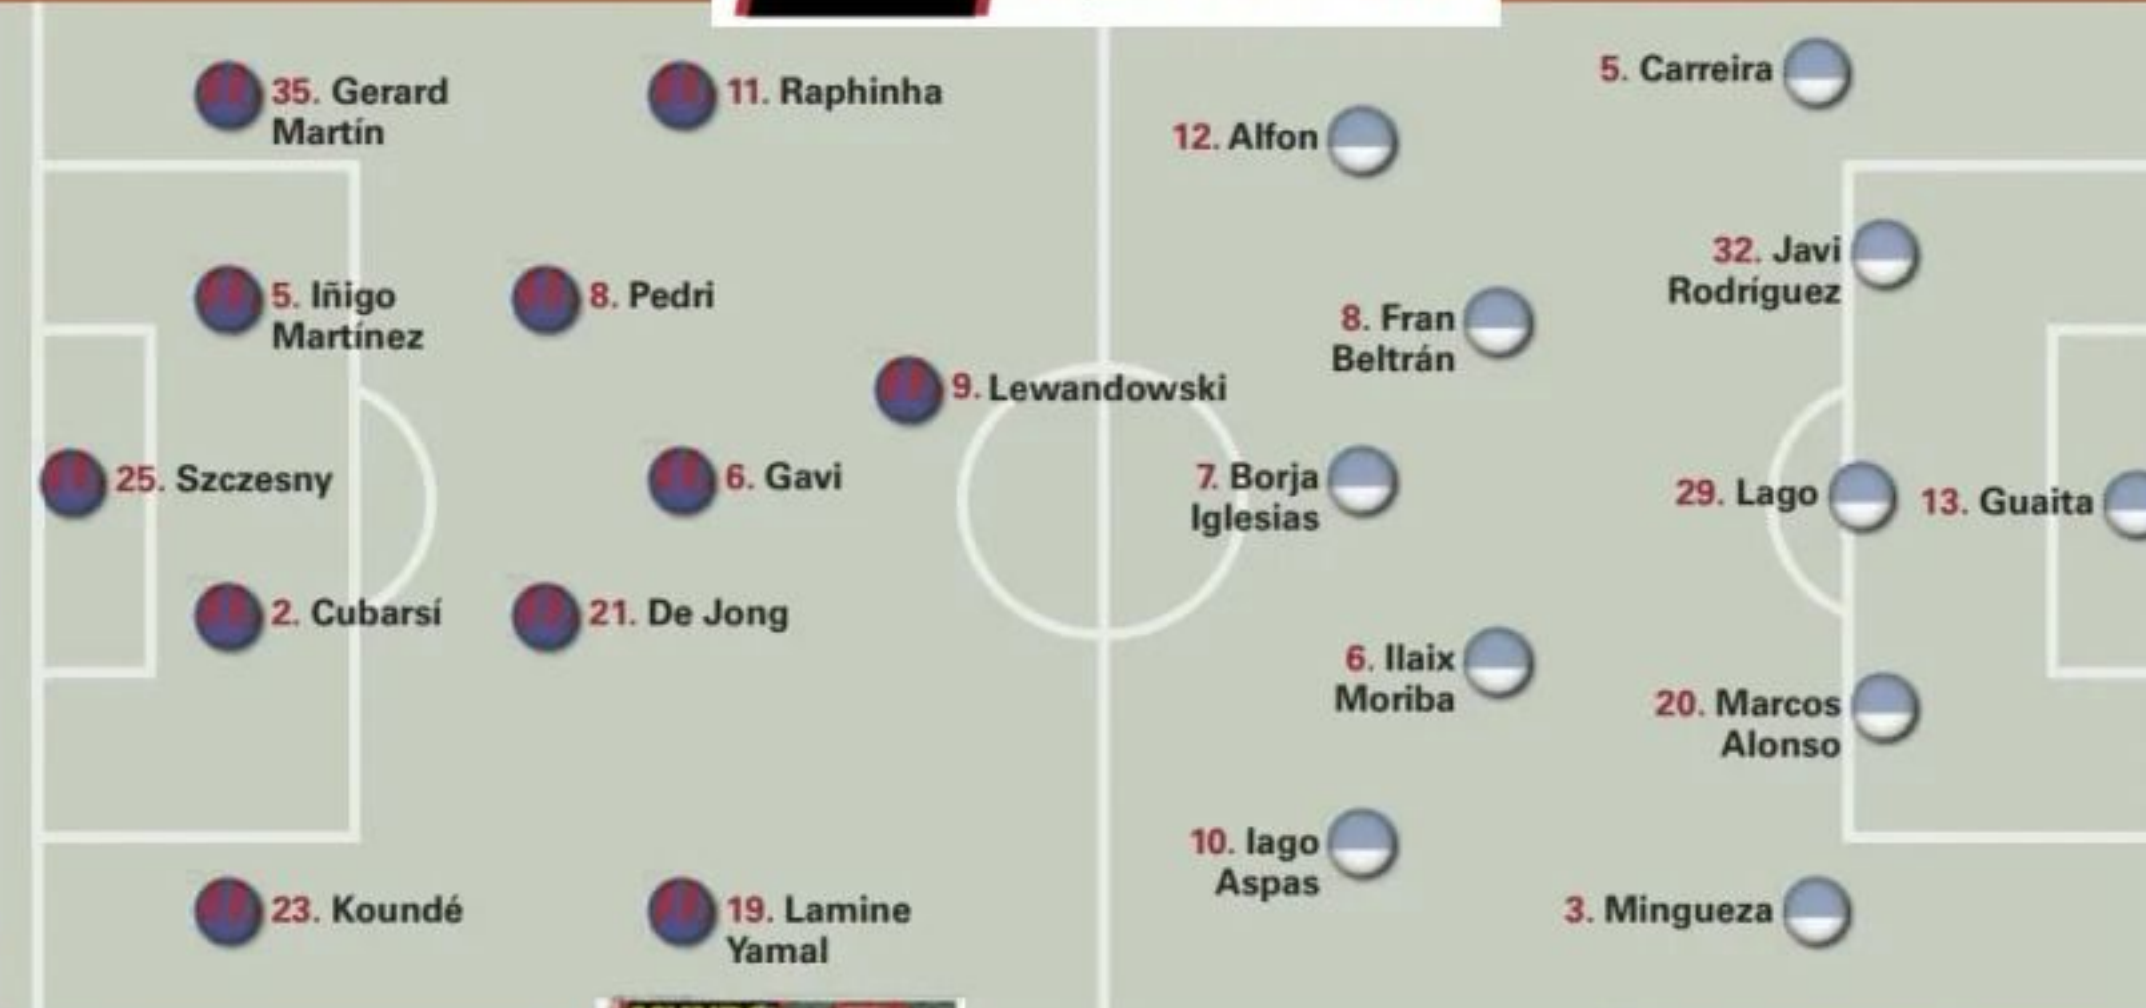 35. Gerard
Martín
5. Iñigo
Martínez
25. Szczesny
2. Cubarsí
23. Koundé
11. Raphinha
8. Pedri
9. Lewandowski
6. Gavi
21. De Jong
19. Lamine
Yamal
12. Alfon
8. Fran
Beltrán
7. Borja
Iglesias
6. Ilaix
Moriba
10. Iago
Aspas
5. Carreira
32. Javi
Rodríguez
29. Lago
13. Guaita
20. Marcos
Alonso
3. Mingueza